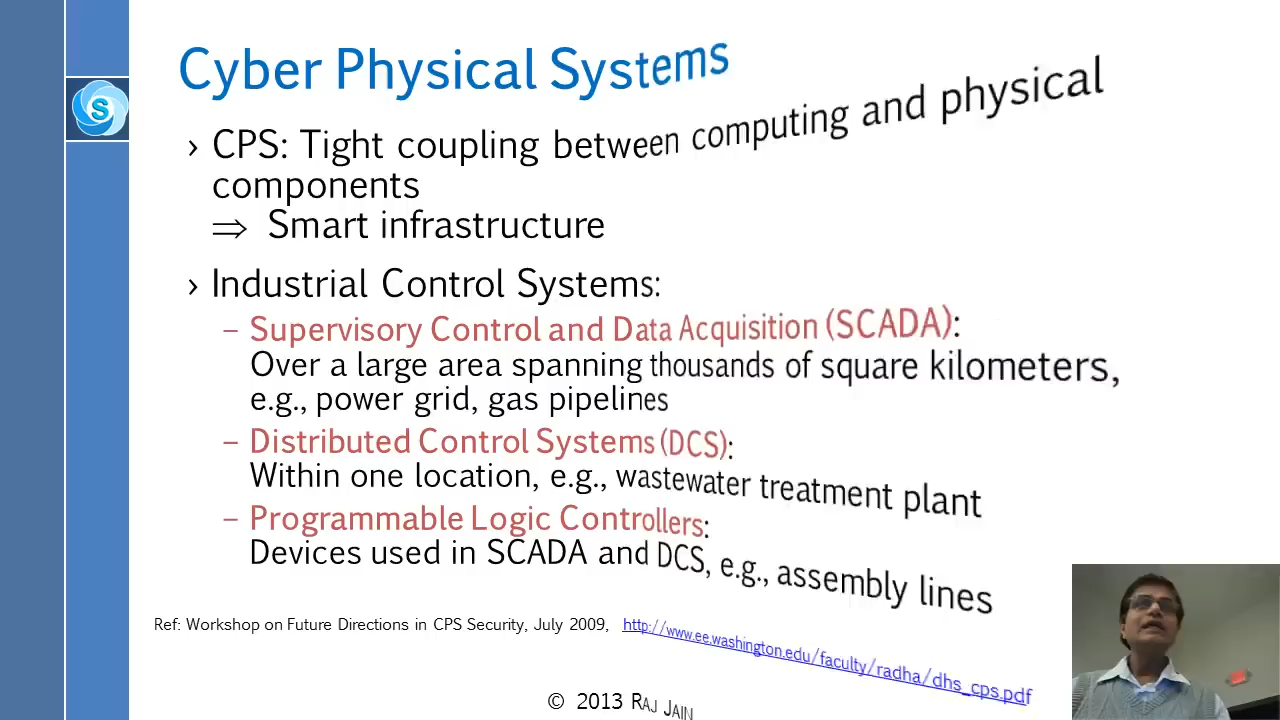 Cyber Physical Systems
S
› CPS: Tight coupling between computing and physical
components
⇒ Smart infrastructure
› Industrial Control Systems:
– Supervisory Control and Data Acquisition (SCADA):
Over a large area spanning thousands of square kilometers,
e.g., power grid, gas pipelines
– Distributed Control Systems (DCS):
Within one location, e.g., wastewater treatment plant
– Programmable Logic Controllers:
Devices used in SCADA and DCS, e.g., assembly lines
Ref: Workshop on Future Directions in CPS Security, July 2009, http://www.ee.washington.edu/faculty/radha/dhs_cps.pdf
© 2013 RAJ JAIN